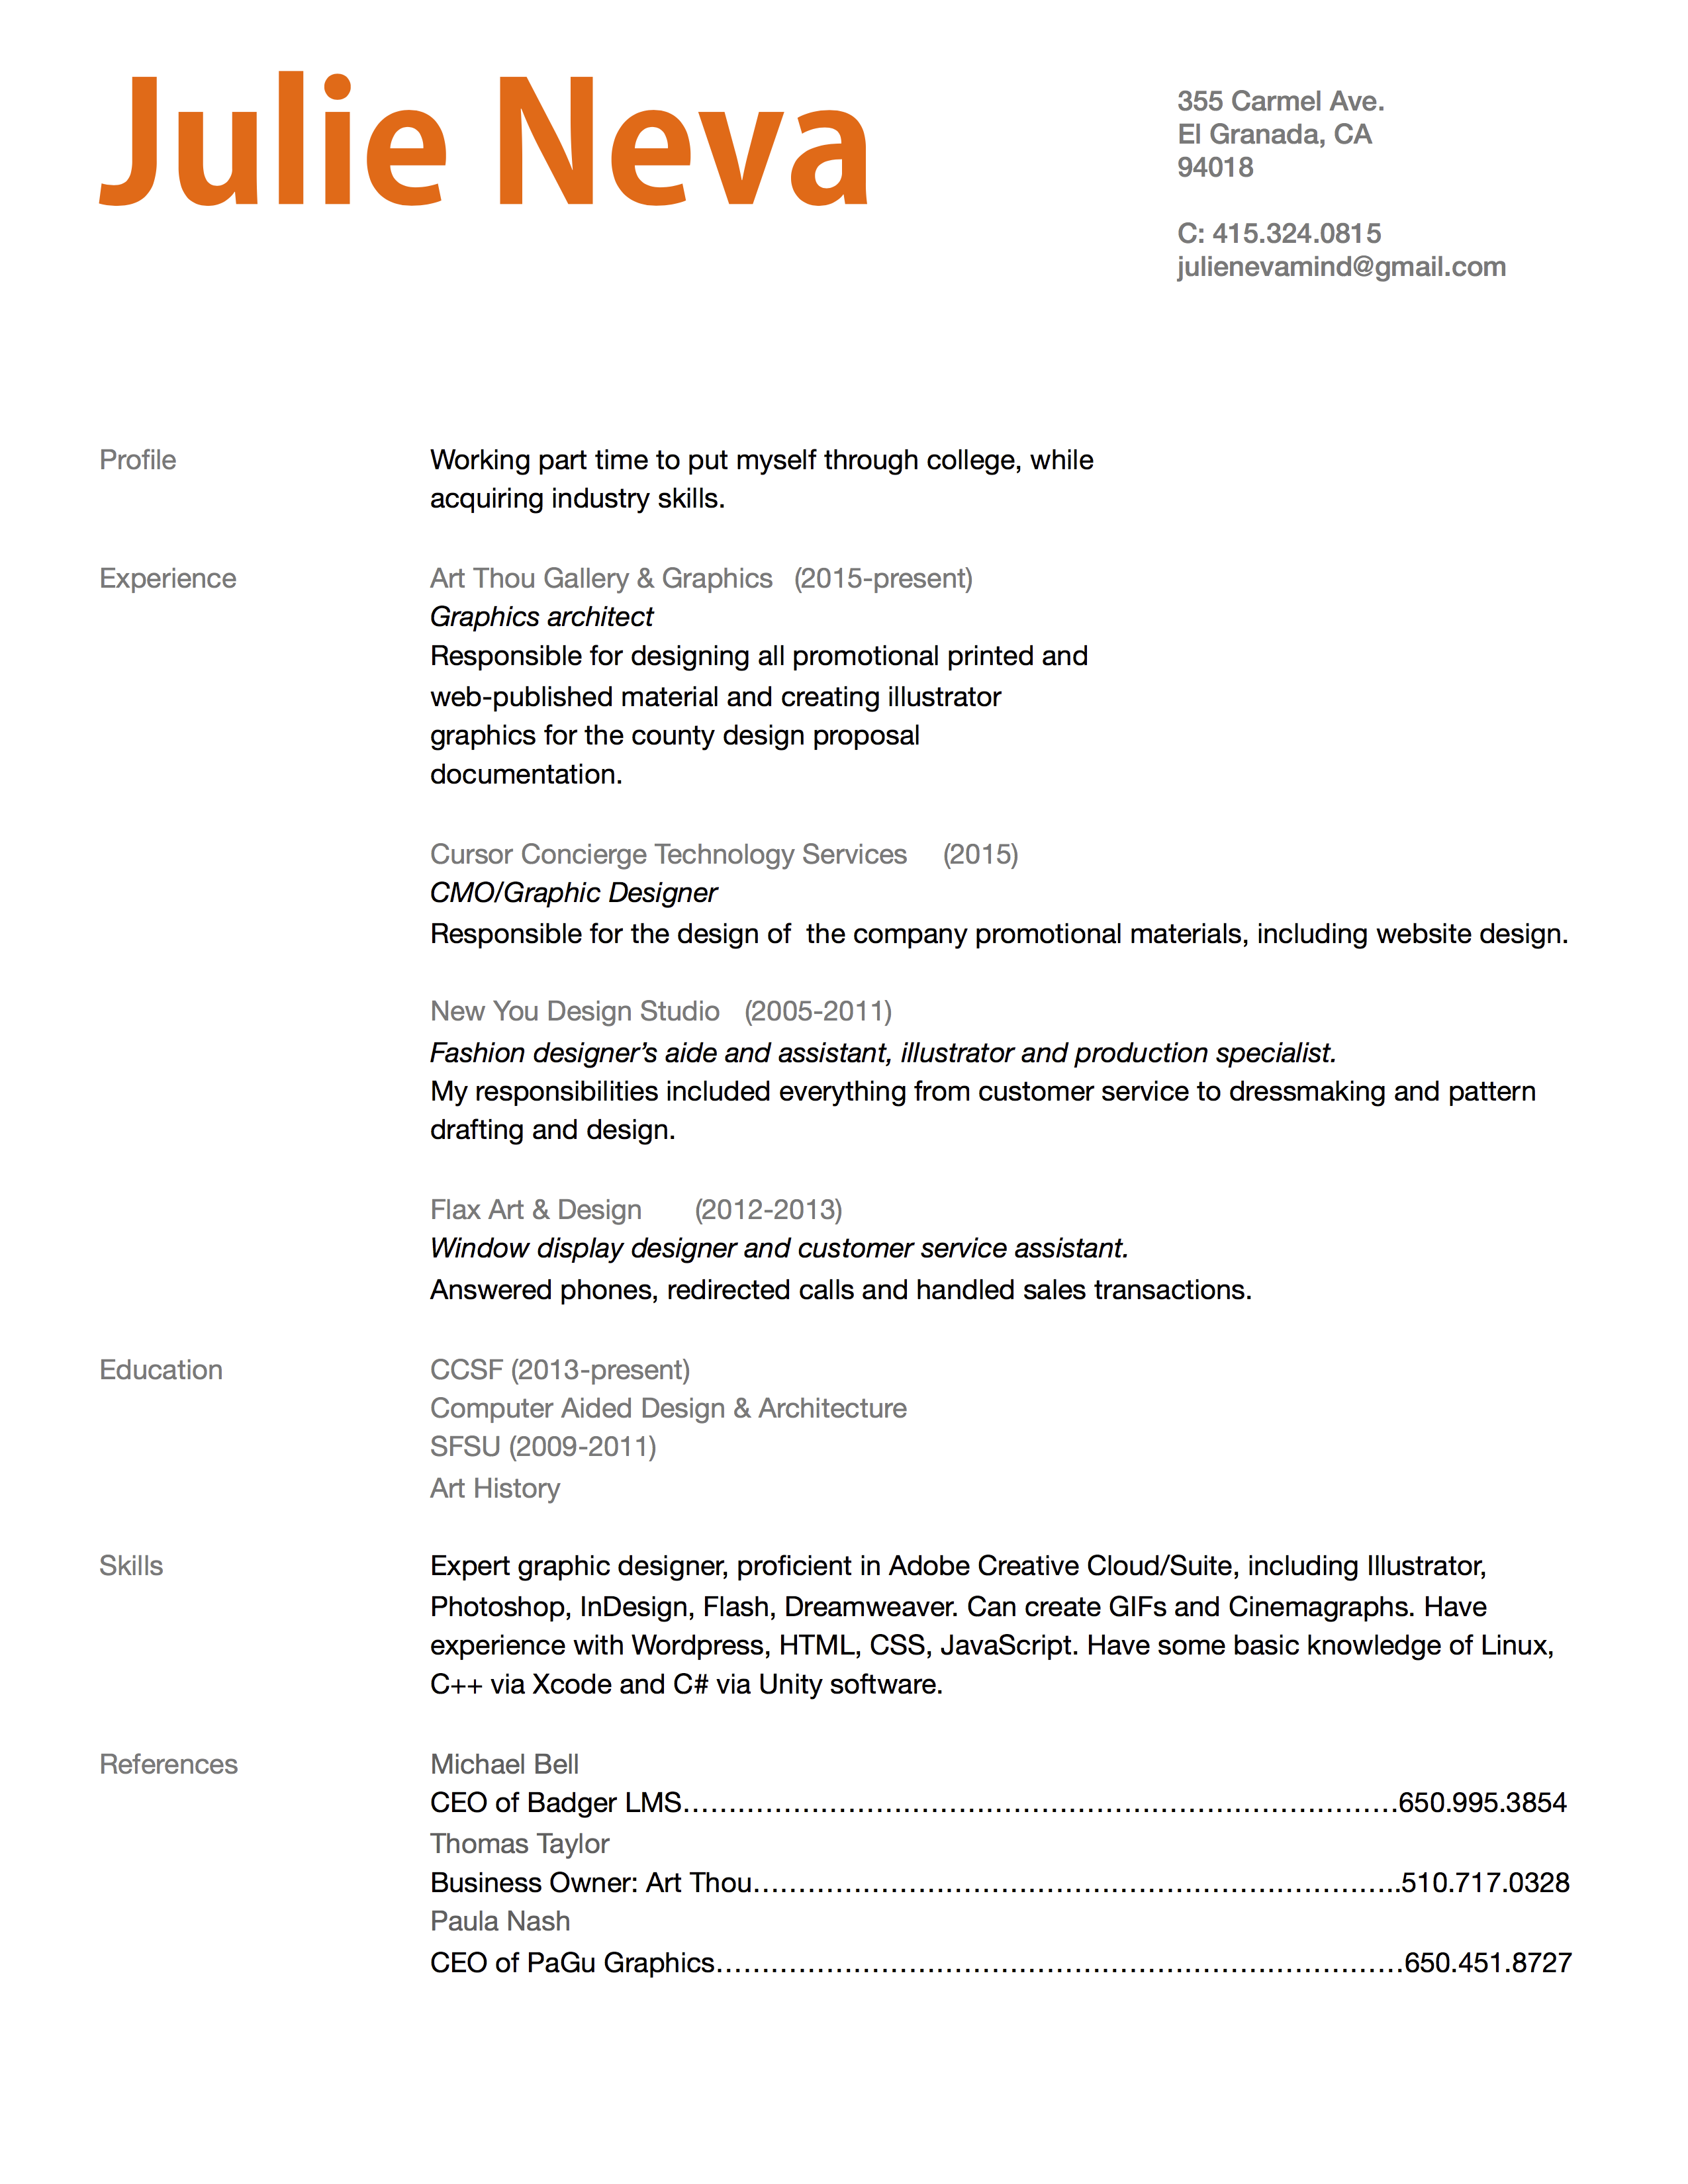 Julie Neva
355 Carmel Ave.
El Granada, CA
94018
C: 415.324.0815
julienevamind@gmail.com
Profile
Working part time to put myself through college, while
acquiring industry skills.
Experience
Art Thou Gallery & Graphics (2015-present)
Graphics architect
Responsible for designing all promotional printed and
web-published material and creating illustrator
graphics for the county design proposal
documentation.
Cursor Concierge Technology Services (2015)
CMO/Graphic Designer
Responsible for the design of the company promotional materials, including website design.
New You Design Studio (2005-2011)
Fashion designer’s aide and assistant, illustrator and production specialist.
My responsibilities included everything from customer service to dressmaking and pattern
drafting and design.
Flax Art & Design (2012-2013)
Window display designer and customer service assistant.
Answered phones, redirected calls and handled sales transactions.
Education
CCSF (2013-present)
Computer Aided Design & Architecture
SFSU (2009-2011)
Art History
Skills
Expert graphic designer, proficient in Adobe Creative Cloud/Suite, including Illustrator,
Photoshop, InDesign, Flash, Dreamweaver. Can create GIFs and Cinemagraphs. Have
experience with Wordpress, HTML, CSS, JavaScript. Have some basic knowledge of Linux,
C++ via Xcode and C# via Unity software.
References
Michael Bell
CEO of Badger LMS……………………………………………………………………650.995.3854
Thomas Taylor
Business Owner: Art Thou……………………………………………………………..510.717.0328
Paula Nash
CEO of PaGu Graphics…………………………………………………………………650.451.8727